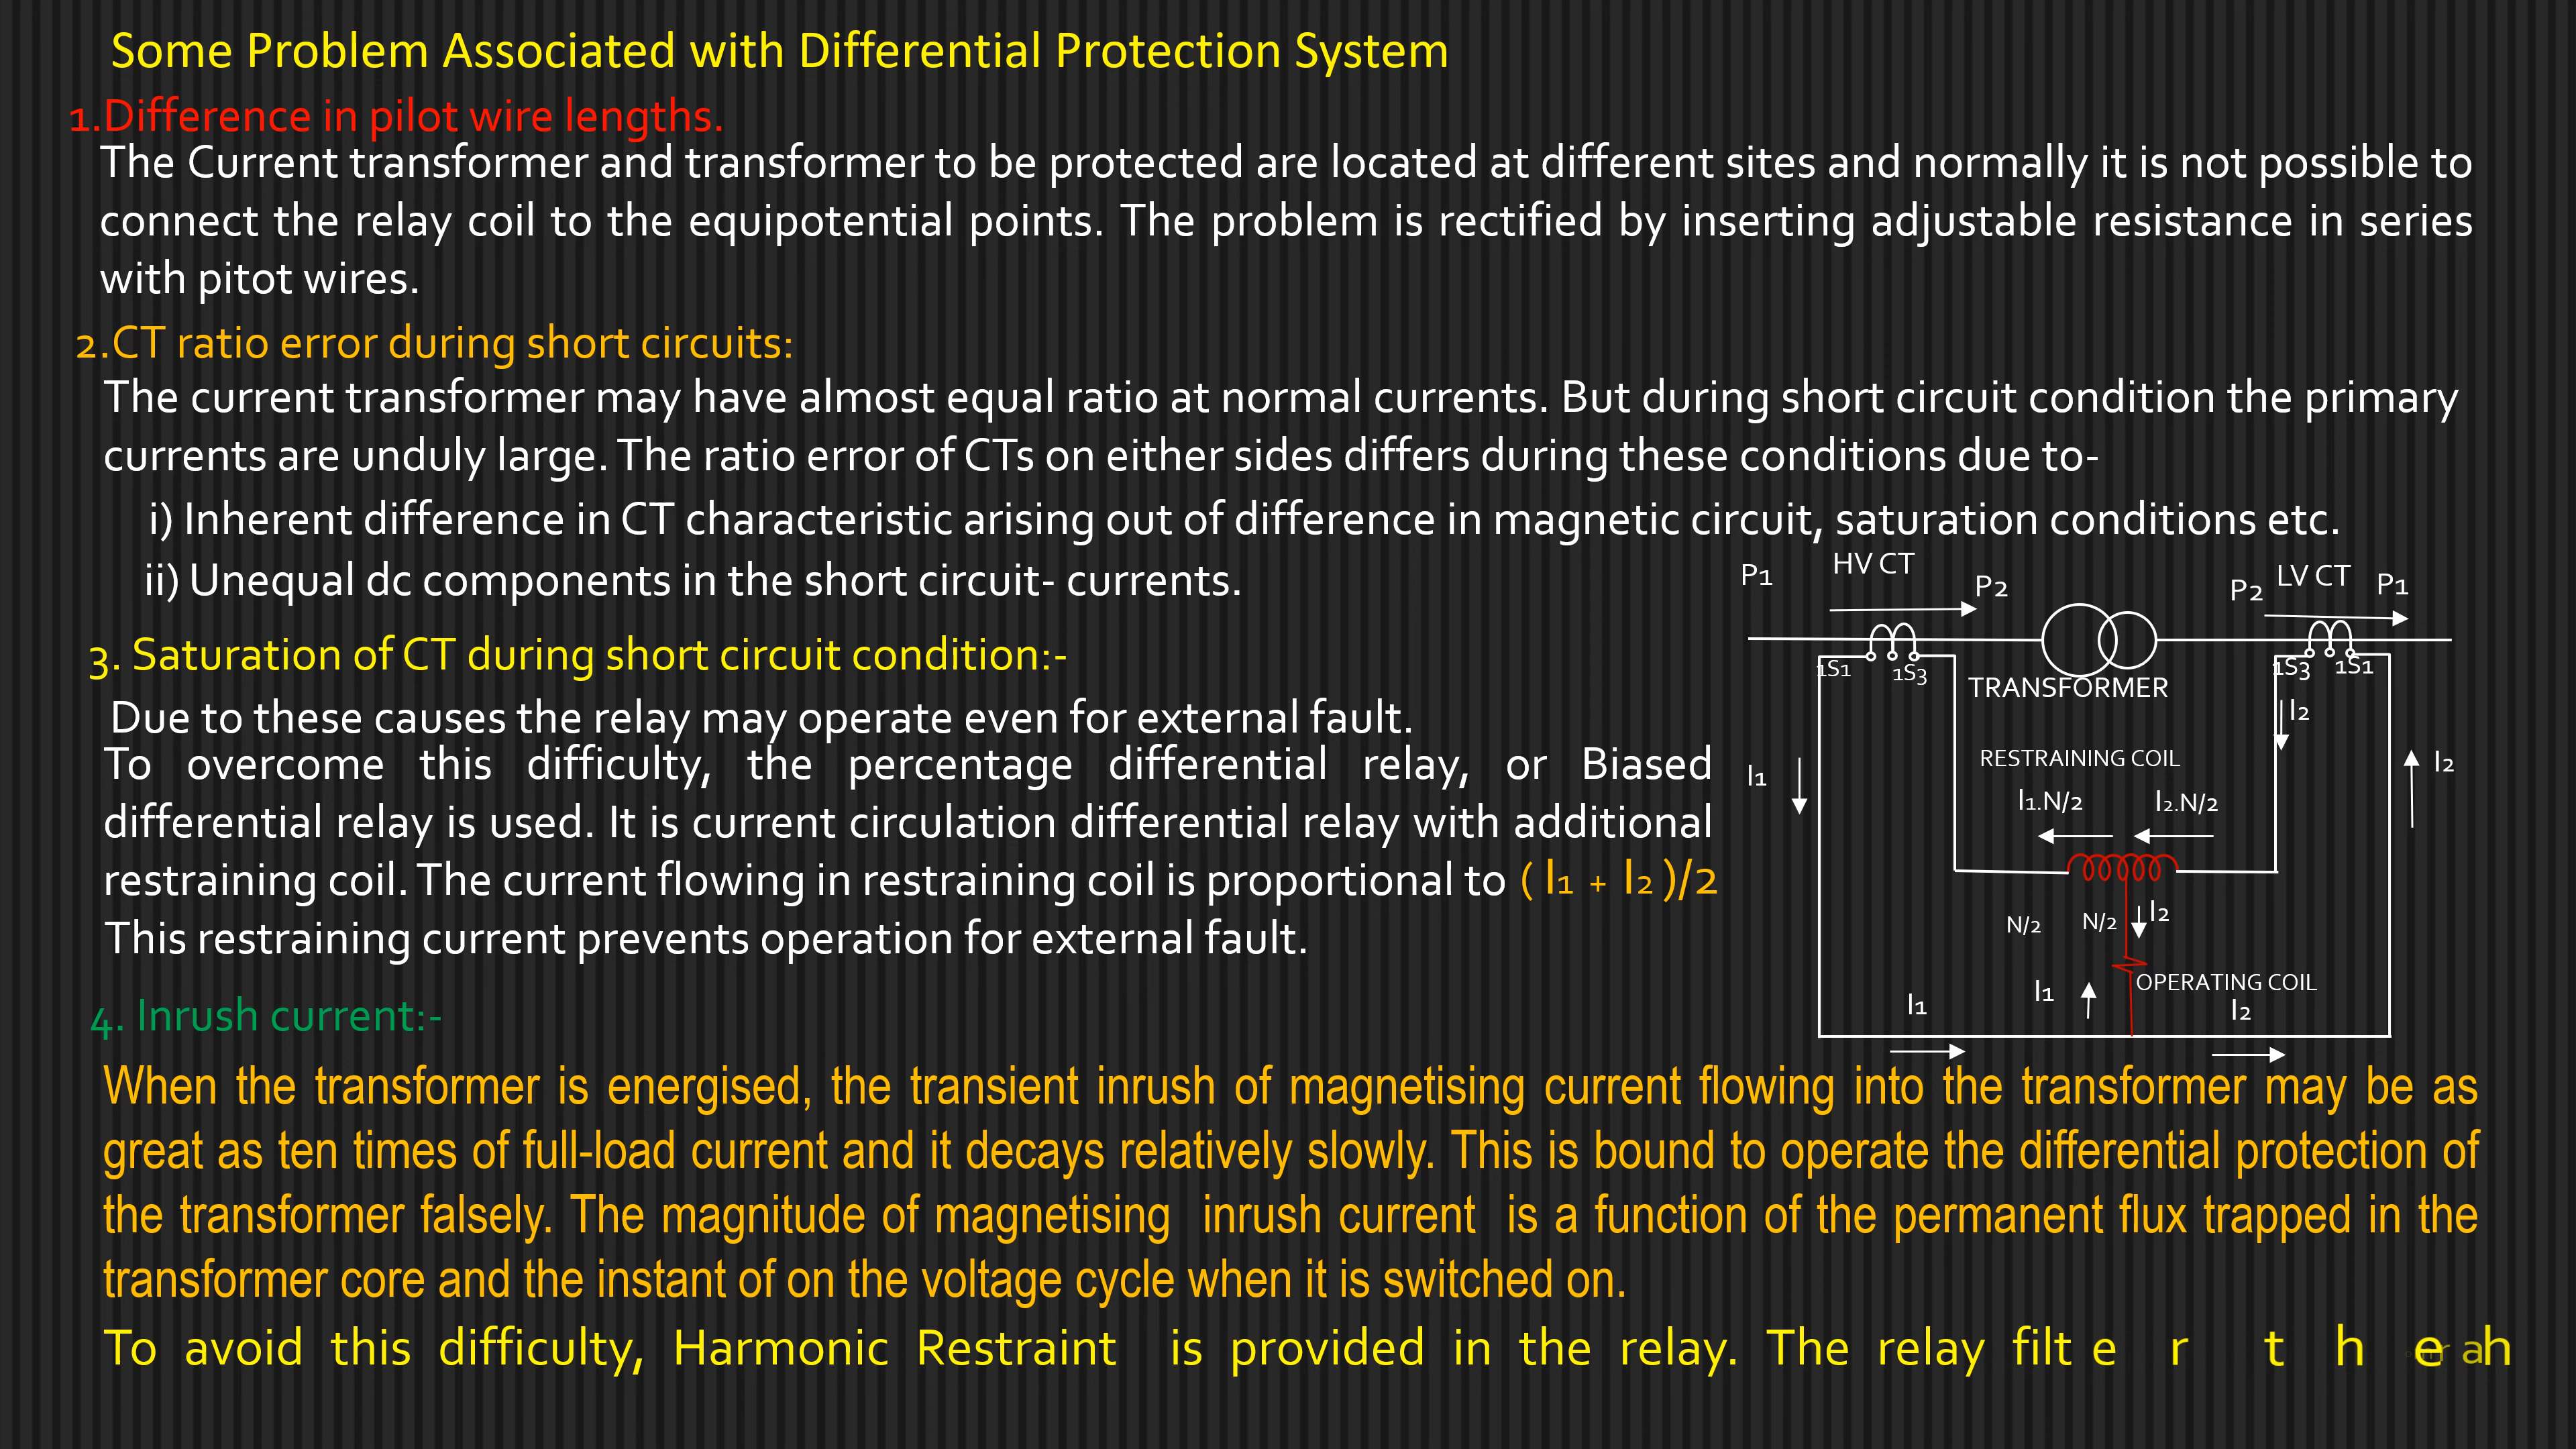 Some Problem Associated with Differential Protection System
1.Difference in pilot wire lengths.
The Current transformer and transformer to be protected are located at different sites and normally it is not possible to
connect the relay coil to the equipotential points. The problem is rectified by inserting adjustable resistance in series
with pitot wires.
2.CT ratio error during short circuits:
The current transformer may have almost equal ratio at normal currents. But during short circuit condition the primary
currents are unduly large. The ratio error of CTs on either sides differs during these conditions due to-
i) Inherent difference in CT characteristic arising out of difference in magnetic circuit, saturation conditions etc.
ii) Unequal dc components in the short circuit- currents.
3. Saturation of CT during short circuit condition:-
Due to these causes the relay may operate even for external fault.
To overcome this difficulty, the percentage differential relay, or Biased
differential relay is used. It is current circulation differential relay with additional
restraining coil. The current flowing in restraining coil is proportional to ( I1 + I2 )/2
This restraining current prevents operation for external fault.
P1 HV CT P2 P2 LV CT P1
1S1 1S3 TRANSFORMER 1S3 1S1
I2
I1 RESTRAINING COIL I2
I1.N/2 I2.N/2
N/2 N/2 I2
I1 I1 OPERATING COIL
I2
4. Inrush current:-
When the transformer is energised, the transient inrush of magnetising current flowing into the transformer may be as
great as ten times of full-load current and it decays relatively slowly. This is bound to operate the differential protection of
the transformer falsely. The magnitude of magnetising inrush current is a function of the permanent flux trapped in the
transformer core and the instant of on the voltage cycle when it is switched on.
To avoid this difficulty, Harmonic Restraint is provided in the relay. The relay filt e r t h e